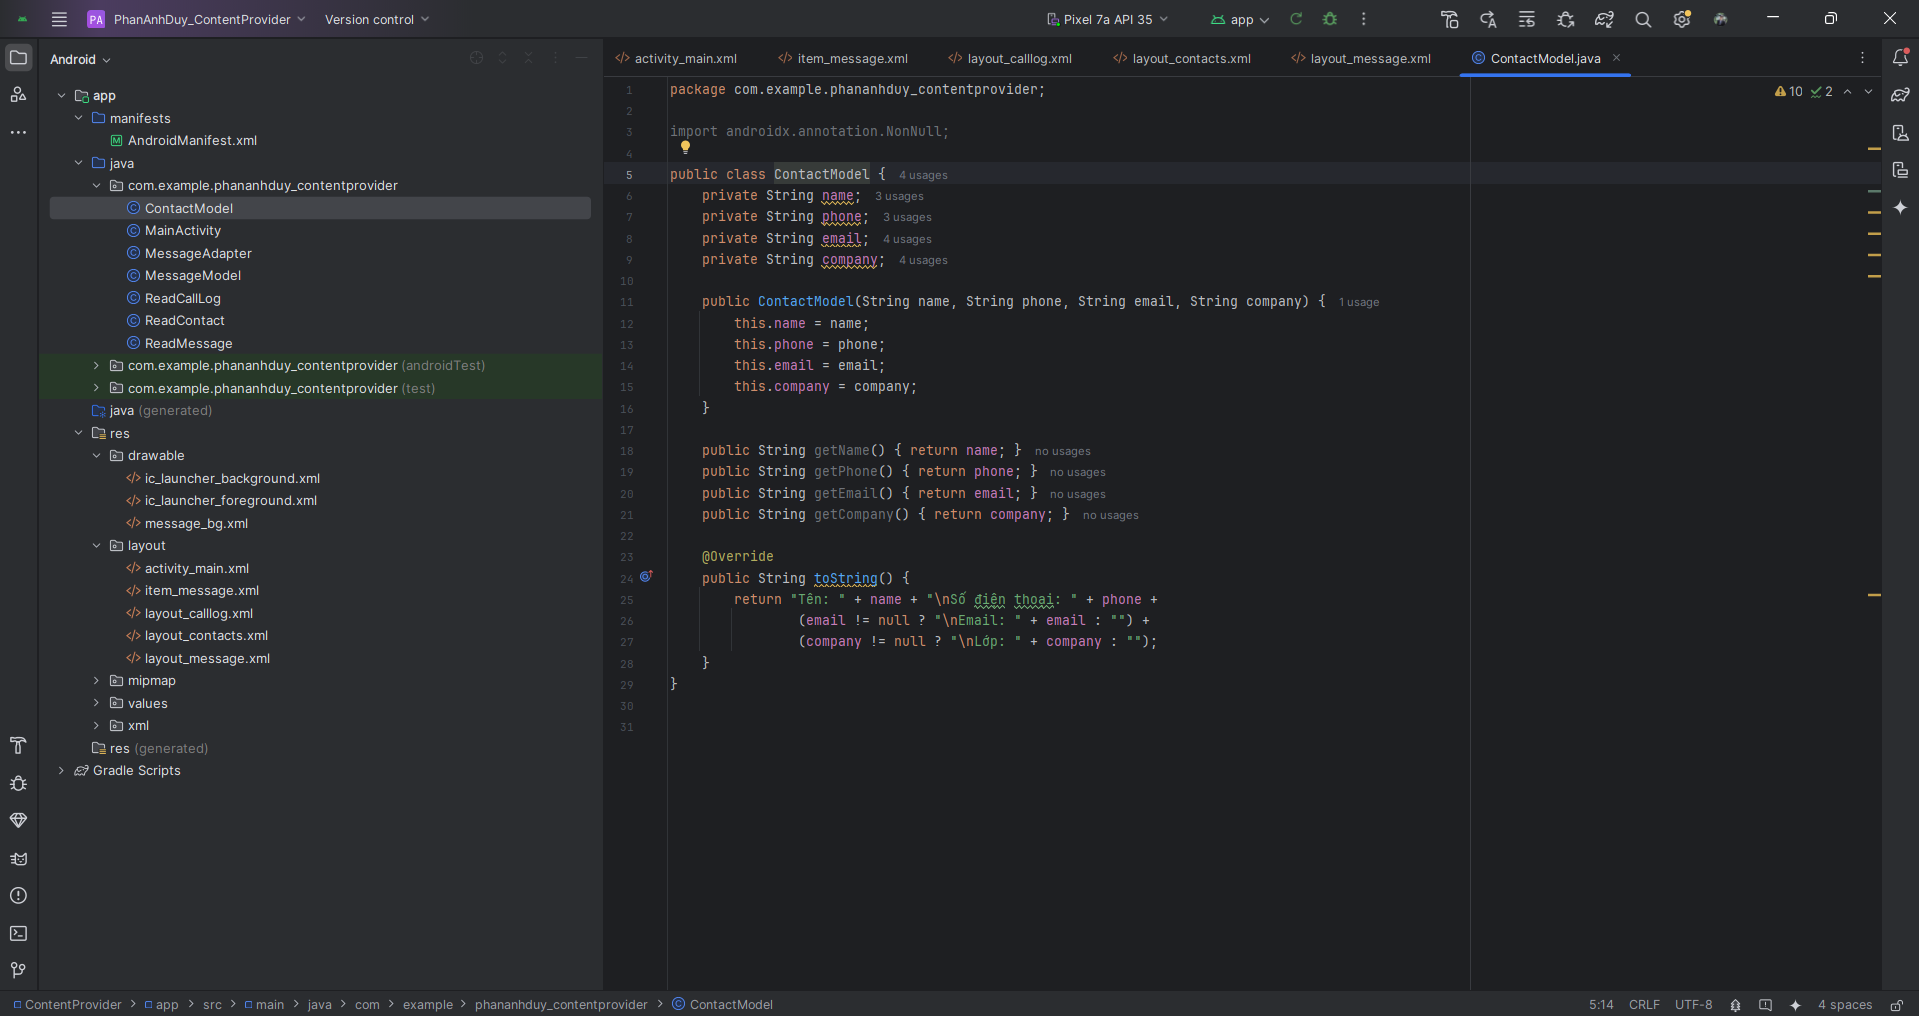 PA PhanAnhDuy_ContentProvider Version control Pixel 7a API 35 app
Android
app
manifests
AndroidManifest.xml
java
com.example.phananhduy_contentprovider
ContactModel
MainActivity
MessageAdapter
MessageModel
ReadCallLog
ReadContact
ReadMessage
com.example.phananhduy_contentprovider (androidTest)
com.example.phananhduy_contentprovider (test)
java (generated)
res
drawable
ic_launcher_background.xml
ic_launcher_foreground.xml
message_bg.xml
layout
activity_main.xml
item_message.xml
layout_calllog.xml
layout_contacts.xml
layout_message.xml
mipmap
values
xml
res (generated)
Gradle Scripts
activity_main.xml item_message.xml layout_calllog.xml layout_contacts.xml layout_message.xml ContactModel.java
10 2
1 package com.example.phananhduy_contentprovider;
2
3 import androidx.annotation.NonNull;
4
5 public class ContactModel { 4 usages
6 private String name; 3 usages
7 private String phone; 3 usages
8 private String email; 4 usages
9 private String company; 4 usages
10
11 public ContactModel(String name, String phone, String email, String company) { 1 usage
12 this.name = name;
13 this.phone = phone;
14 this.email = email;
15 this.company = company;
16 }
17
18 public String getName() { return name; } no usages
19 public String getPhone() { return phone; } no usages
20 public String getEmail() { return email; } no usages
21 public String getCompany() { return company; } no usages
22
23 @Override
24 public String toString() {
25 return "Tên: " + name + "\nSố điện thoại: " + phone +
26 (email != null ? "\nEmail: " + email : "") +
27 (company != null ? "\nLớp: " + company : "");
28 }
29 }
30
31
ContentProvider > app > src > main > java > com > example > phananhduy_contentprovider > ContactModel 5:14 CRLF UTF-8 4 spaces